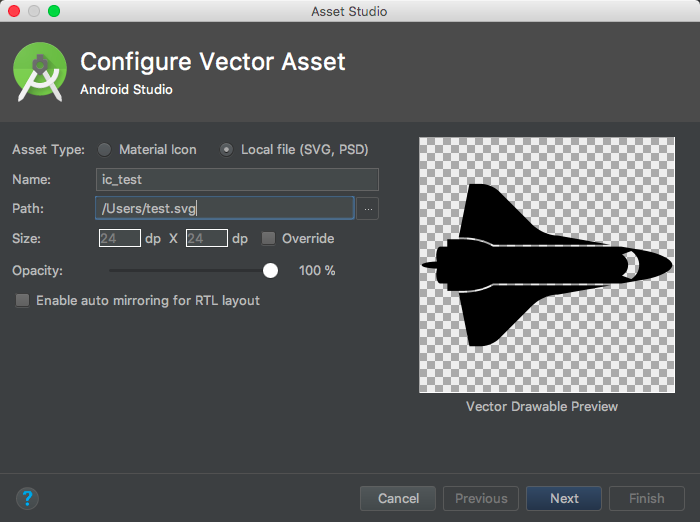 Asset Studio
Configure Vector Asset
Android Studio
Asset Type: Material Icon Local file (SVG, PSD)
Name: ic_test
Path: /Users/test.svg ...
Size: 24 dp X 24 dp Override
Opacity: 100 %
Enable auto mirroring for RTL layout
Vector Drawable Preview
? Cancel Previous Next Finish